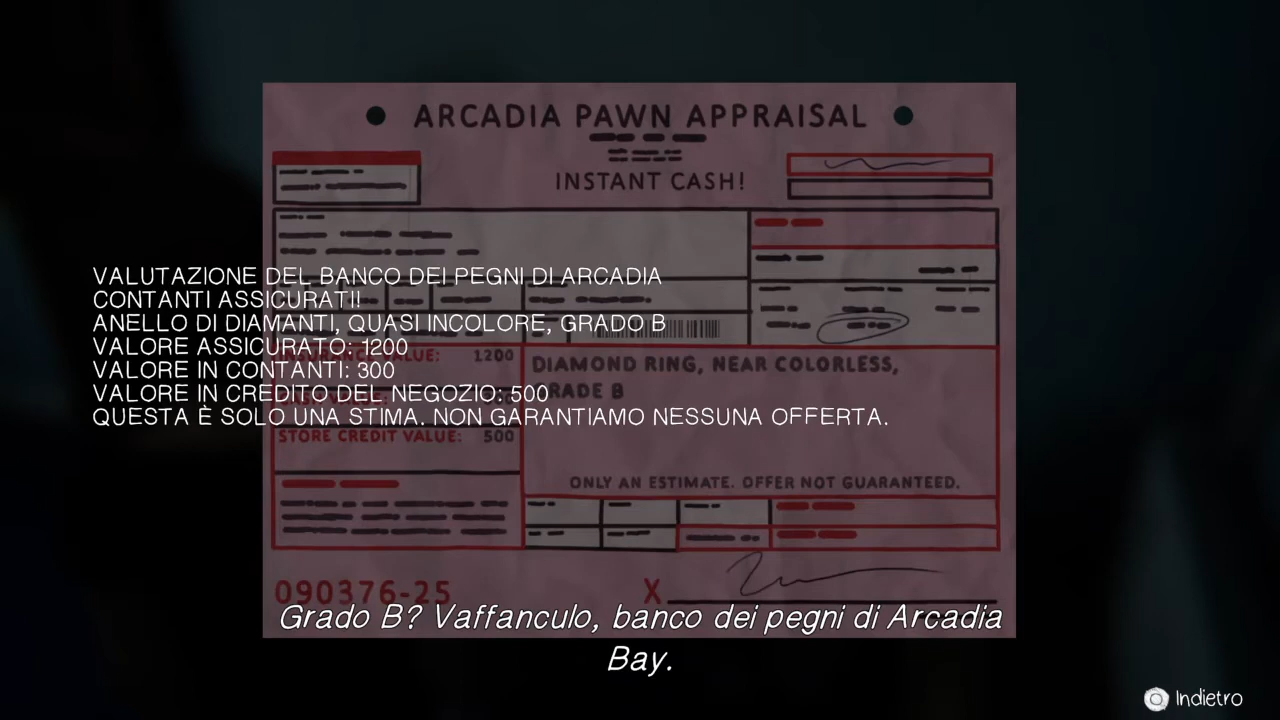 ARCADIA PAWN APPRAISAL
INSTANT CASH!
VALUTAZIONE DEL BANCO DEI PEGNI DI ARCADIA
CONTANTI ASSICURATI!
ANELLO DI DIAMANTI, QUASI INCOLORE, GRADO B
VALORE ASSICURATO: 1200
VALORE IN CONTANTI: 300
VALORE IN CREDITO DEL NEGOZIO: 500
QUESTA È SOLO UNA STIMA. NON GARANTIAMO NESSUNA OFFERTA.
VALUE: 1200
DIAMOND RING, NEAR COLORLESS,
GRADE B
STORE CREDIT VALUE: 500
ONLY AN ESTIMATE. OFFER NOT GUARANTEED.
090376-25
X
Grado B? Vaffanculo, banco dei pegni di Arcadia
Bay.
Indietro